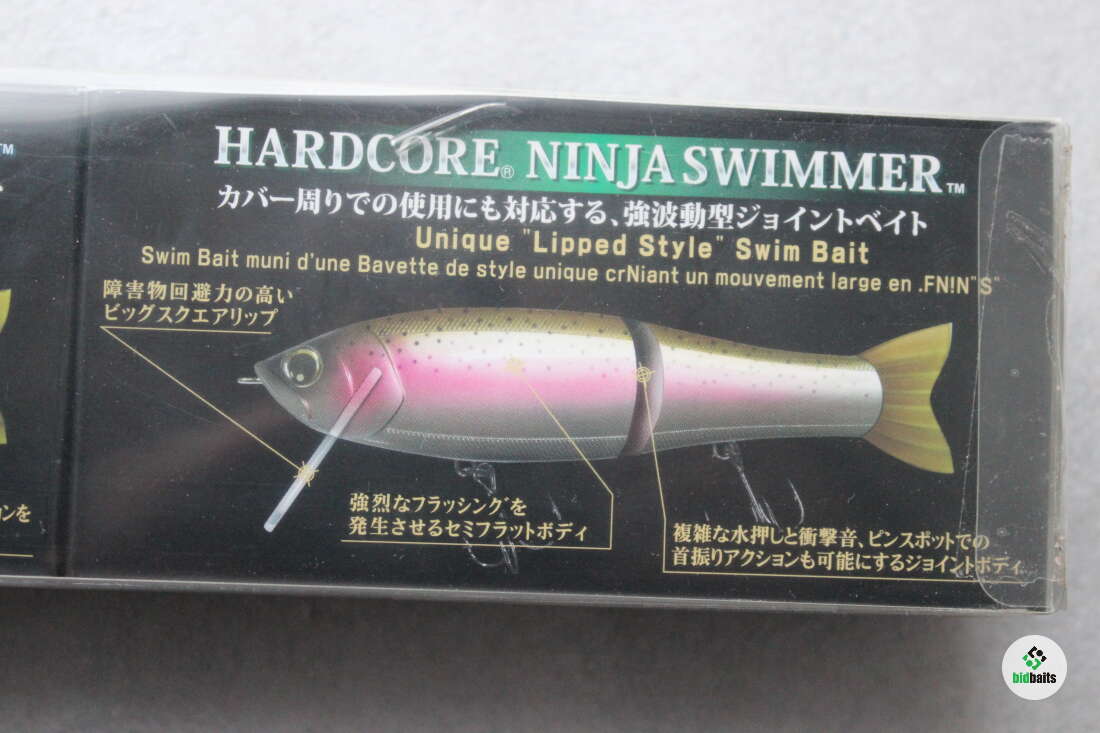 TM
HARDCORE® NINJA SWIMMER™
カバー周りでの使用にも対応する、強波動型ジョイントベイト
Unique "Lipped Style" Swim Bait
Swim Bait muni d'une Bavette de style unique crNiant un mouvement large en .FN!N"S"
障害物回避力の高い
ビッグスクエアリップ
強烈なフラッシングを
発生させるセミフラットボディ
複雑な水押しと衝撃音、ピンスポットでの
首振りアクションも可能にするジョイントボディ
ンを
bidbaits